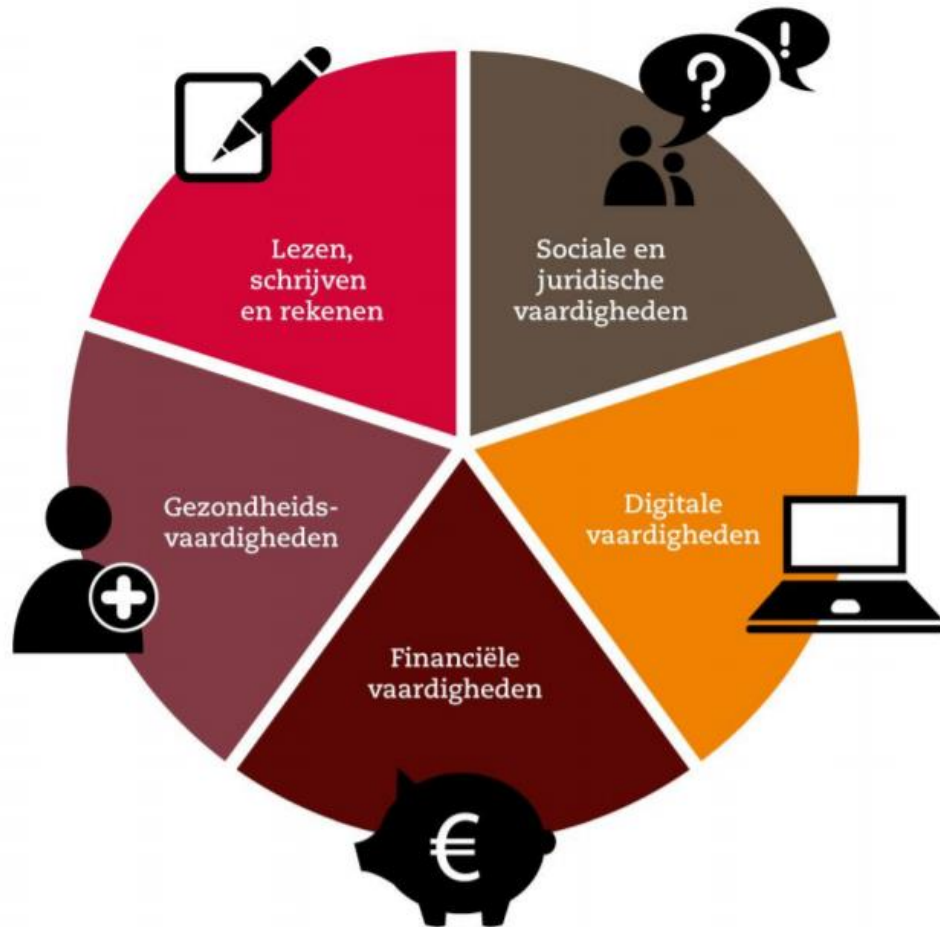 Lezen,
schrijven
en rekenen
Sociale en
juridische
vaardigheden
Gezondheids-
vaardigheden
Digitale
vaardigheden
Financiële
vaardigheden
?
!
€